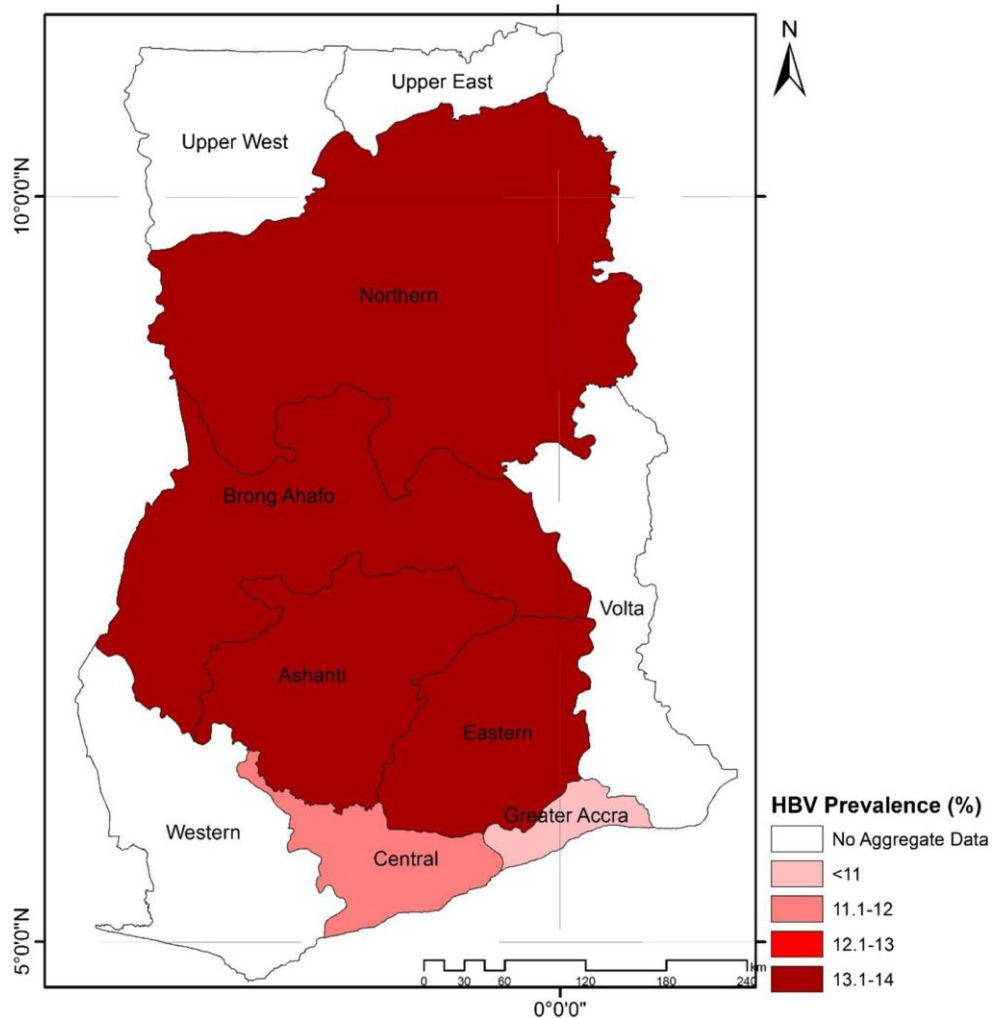 N
Upper East
Upper West
10°0'0"N
Northern
Brong Ahafo
Volta
Ashanti
Eastern
Greater Accra
Western
Central
HBV Prevalence (%)
No Aggregate Data
<11
11.1-12
12.1-13
13.1-14
5°0'0"N
km
0 30 60 120 180 240
0°0'0"